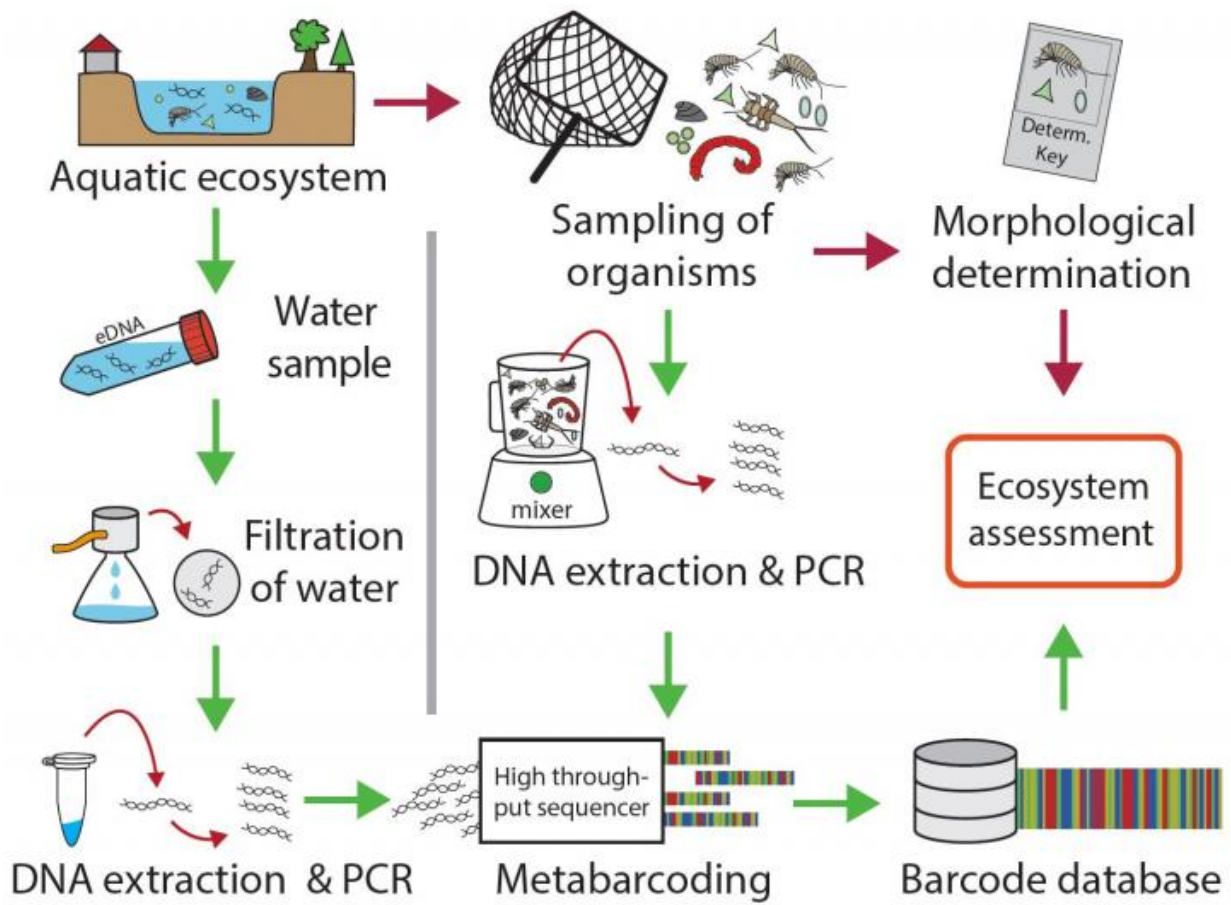 Aquatic ecosystem
Sampling of
organisms
Determ.
Key
Morphological
determination
eDNA
Water
sample
mixer
DNA extraction & PCR
Ecosystem
assessment
Filtration
of water
DNA extraction & PCR
High through-
put sequencer
Metabarcoding
Barcode database